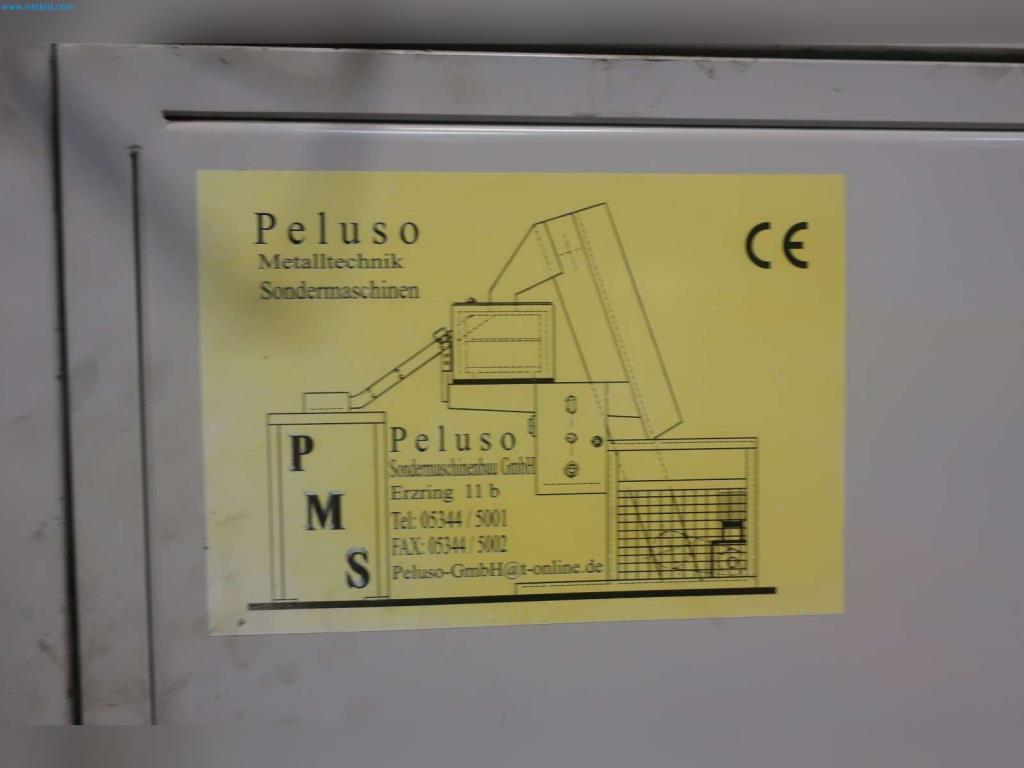 www.netbid.com
Peluso
Metalltechnik
Sondermaschinen
CE
P
M
S
Peluso
Sondermaschinenbau GmbH
Erzring 11 b
Tel: 05344 / 5001
FAX: 05344 / 5002
Peluso-GmbH@t-online.de